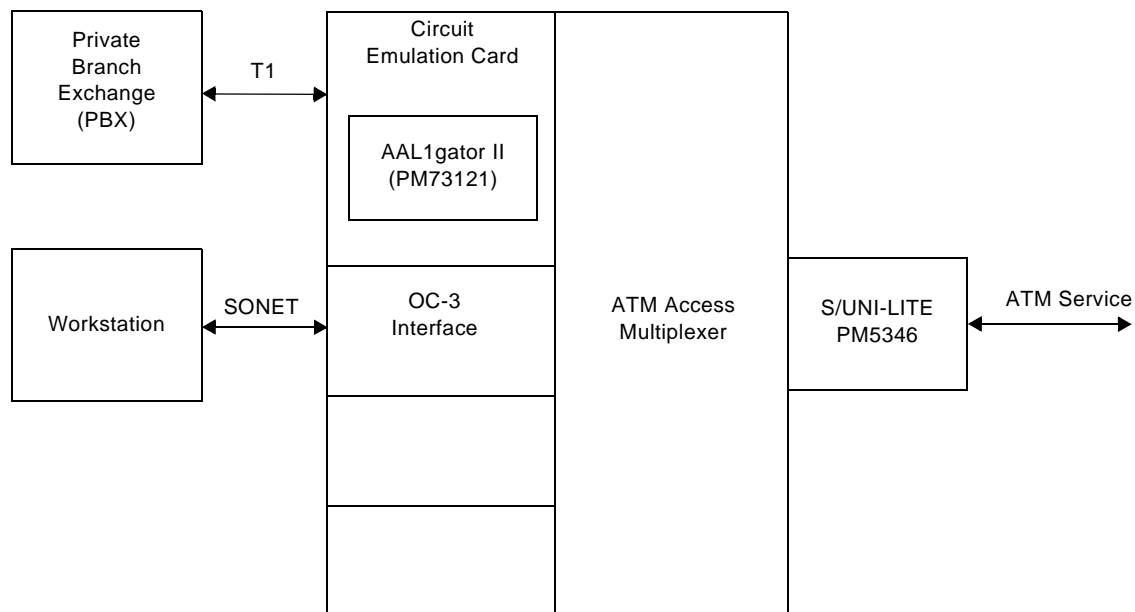 Private
Branch
Exchange
(PBX)
T1
Circuit
Emulation Card
AAL1gator II
(PM73121)
Workstation
SONET
OC-3
Interface
ATM Access
Multiplexer
S/UNI-LITE
PM5346
ATM Service